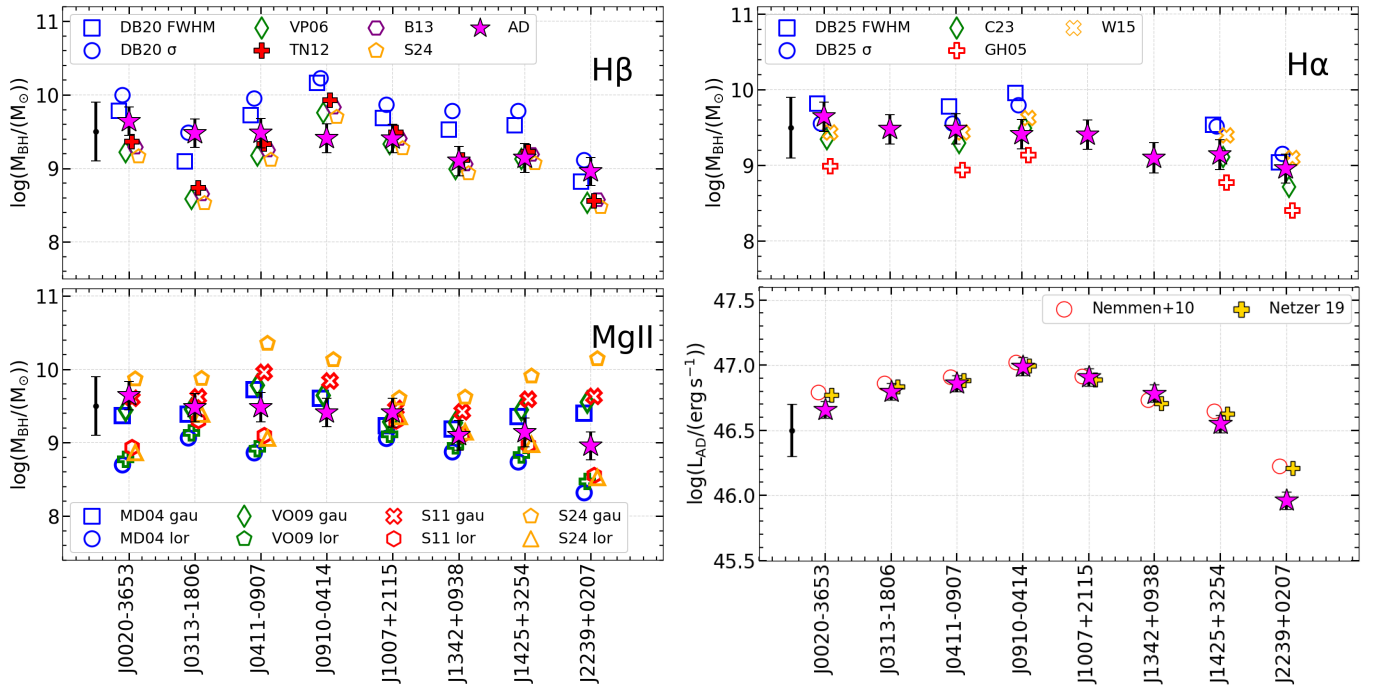 DB20 FWHM VP06 B13 AD
DB20 σ TN12 S24
Hβ
log(M_BH/(M_⊙))
11
10
9
8
DB25 FWHM C23 W15
DB25 σ GH05
Hα
log(M_BH/(M_⊙))
11
10
9
8
MgII
log(M_BH/(M_⊙))
11
10
9
8
MD04 gau VO09 gau S11 gau S24 gau
MD04 lor VO09 lor S11 lor S24 lor
J0020-3653
J0313-1806
J0411-0907
J0910-0414
J1007+2115
J1342+0938
J1425+3254
J2239+0207
Nemmen+10 Netzer 19
log(L_AD/(erg s⁻¹))
47.5
47.0
46.5
46.0
45.5
J0020-3653
J0313-1806
J0411-0907
J0910-0414
J1007+2115
J1342+0938
J1425+3254
J2239+0207